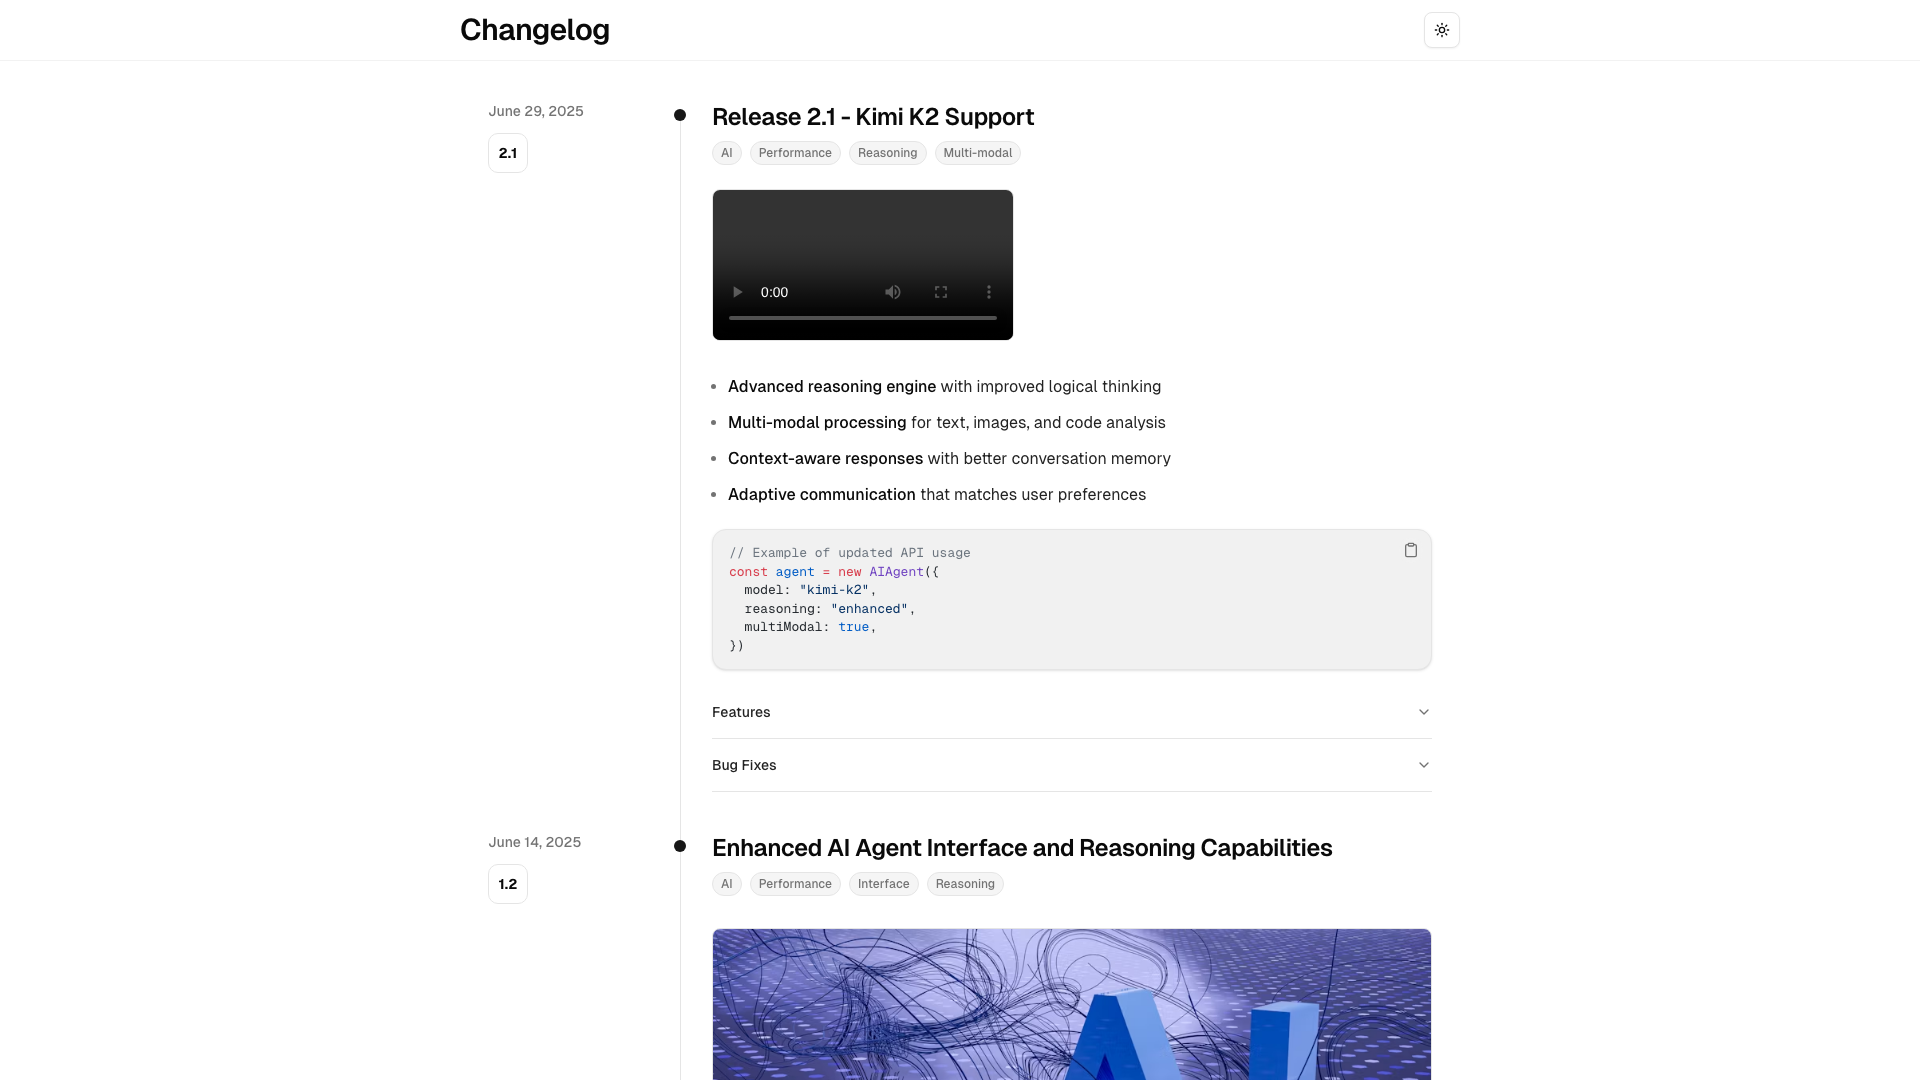 Changelog
June 29, 2025
2.1
Release 2.1 - Kimi K2 Support
AI Performance Reasoning Multi-modal
0:00
Advanced reasoning engine with improved logical thinking
Multi-modal processing for text, images, and code analysis
Context-aware responses with better conversation memory
Adaptive communication that matches user preferences
// Example of updated API usage
const agent = new AIAgent({
  model: "kimi-k2",
  reasoning: "enhanced",
  multiModal: true,
})
Features
Bug Fixes
June 14, 2025
1.2
Enhanced AI Agent Interface and Reasoning Capabilities
AI Performance Interface Reasoning
AI